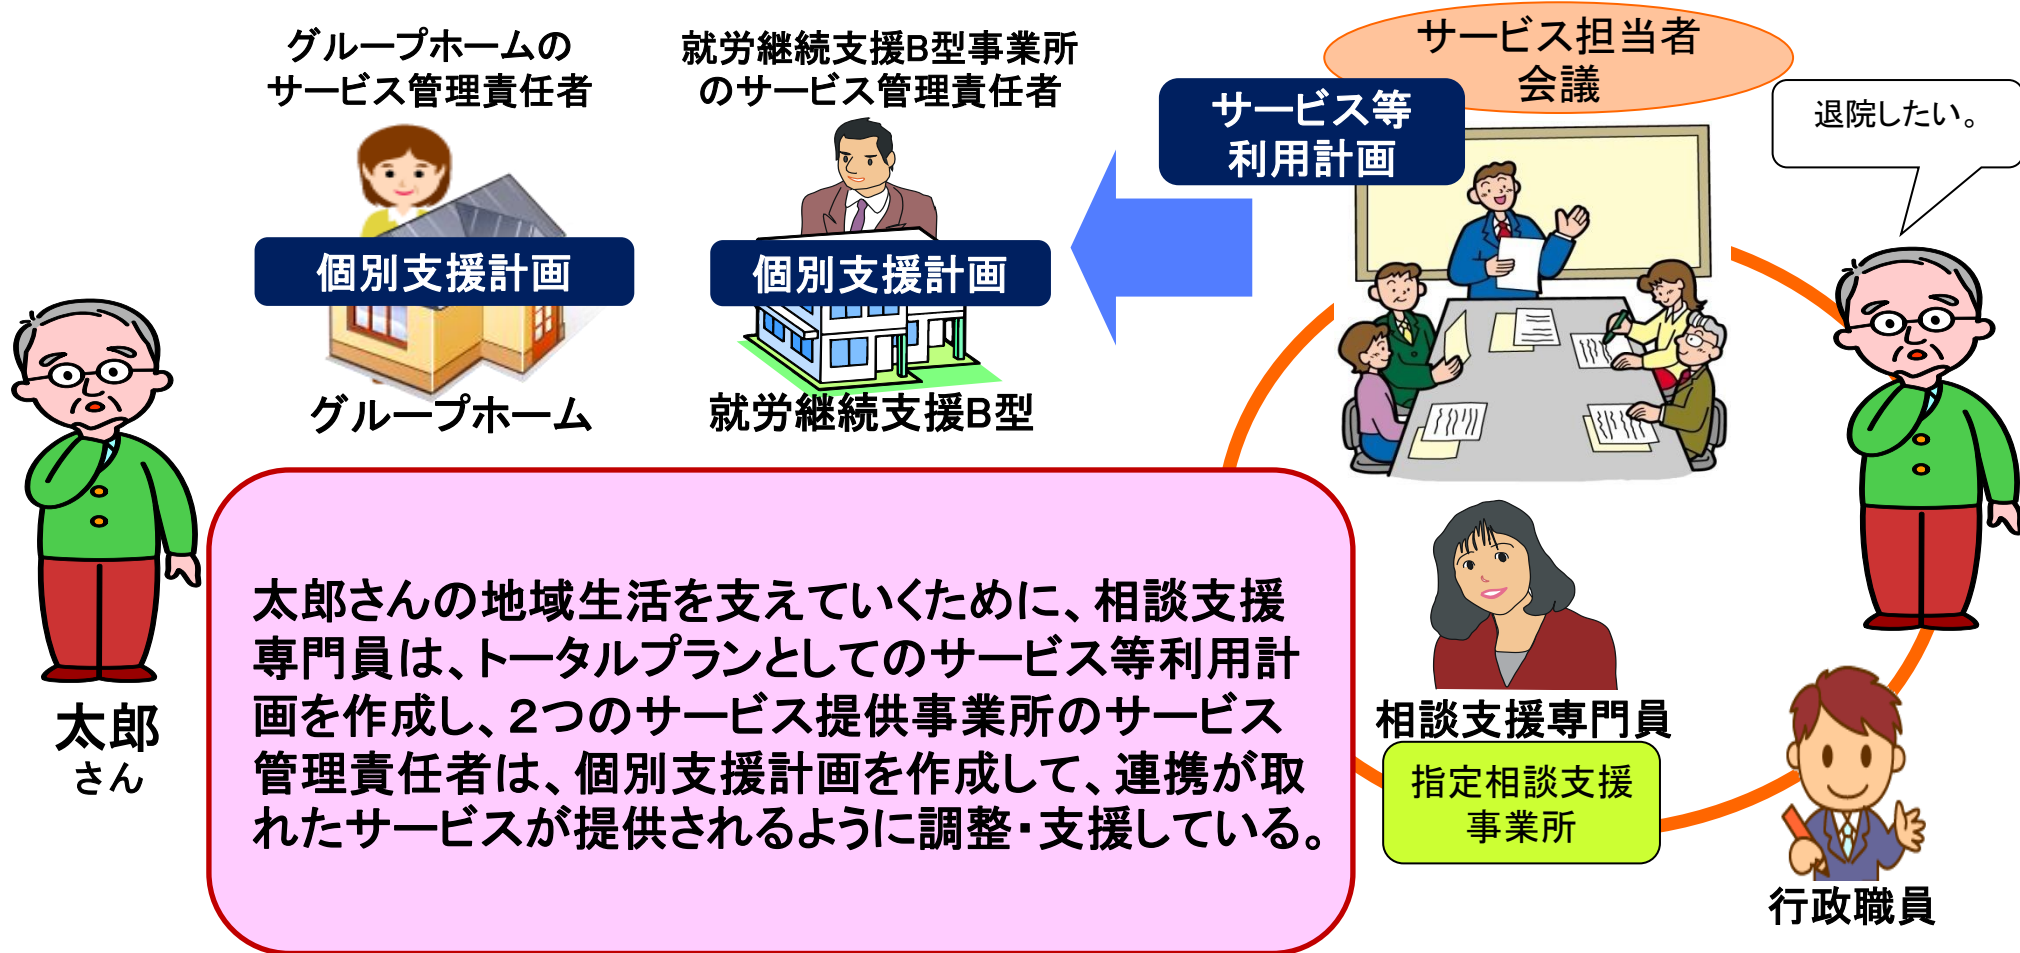 グループホームの
サービス管理責任者
就労継続支援B型事業所
のサービス管理責任者
サービス担当者
会議
サービス等
利用計画
退院したい。
個別支援計画
個別支援計画
グループホーム
就労継続支援B型
太郎さんの地域生活を支えていくために、相談支援
専門員は、トータルプランとしてのサービス等利用計
画を作成し、２つのサービス提供事業所のサービス
管理責任者は、個別支援計画を作成して、連携が取
れたサービスが提供されるように調整・支援している。
太郎
さん
相談支援専門員
指定相談支援
事業所
行政職員